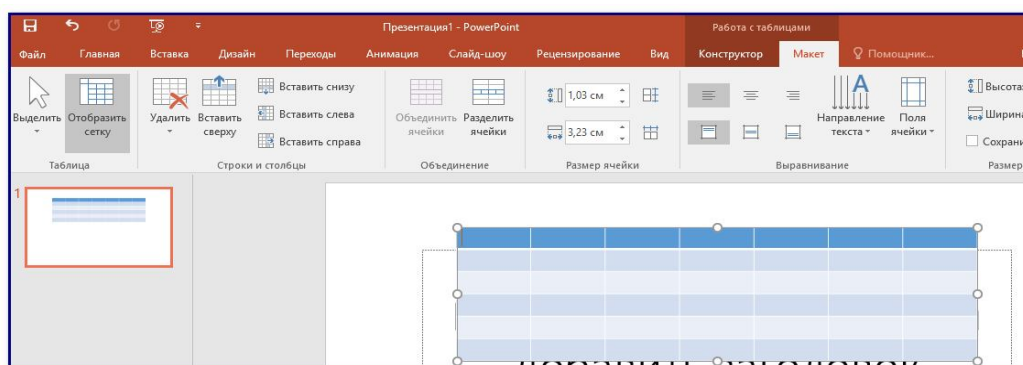 Презентация1 - PowerPoint
Работа с таблицами
Файл Главная Вставка Дизайн Переходы Анимация Слайд-шоу Рецензирование Вид Конструктор Макет Помощник...
Выделить
Отобразить сетку
Удалить
Вставить сверху
Вставить снизу
Вставить слева
Вставить справа
Объединить ячейки
Разделить ячейки
1,03 см
3,23 см
Направление текста
Поля ячейки
Высота
Ширина
Сохрани
Таблица Строки и столбцы Объединение Размер ячейки Выравнивание Размер
1